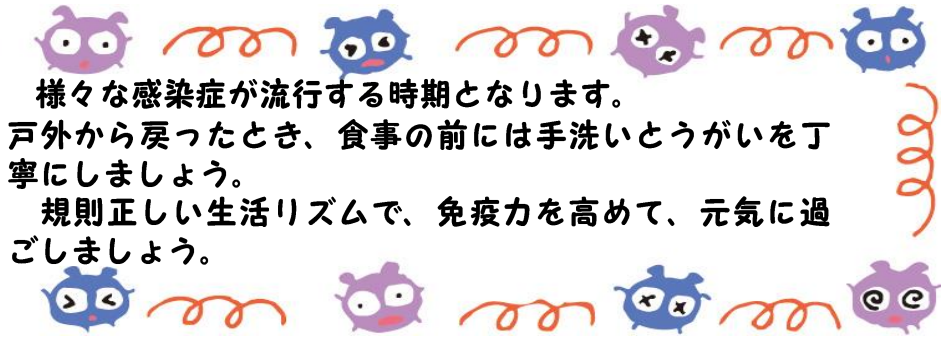 様々な感染症が流行する時期となります。
戸外から戻ったとき、食事の前には手洗いとうがいを丁
寧にしましょう。
規則正しい生活リズムで、免疫力を高めて、元気に過
ごしましょう。